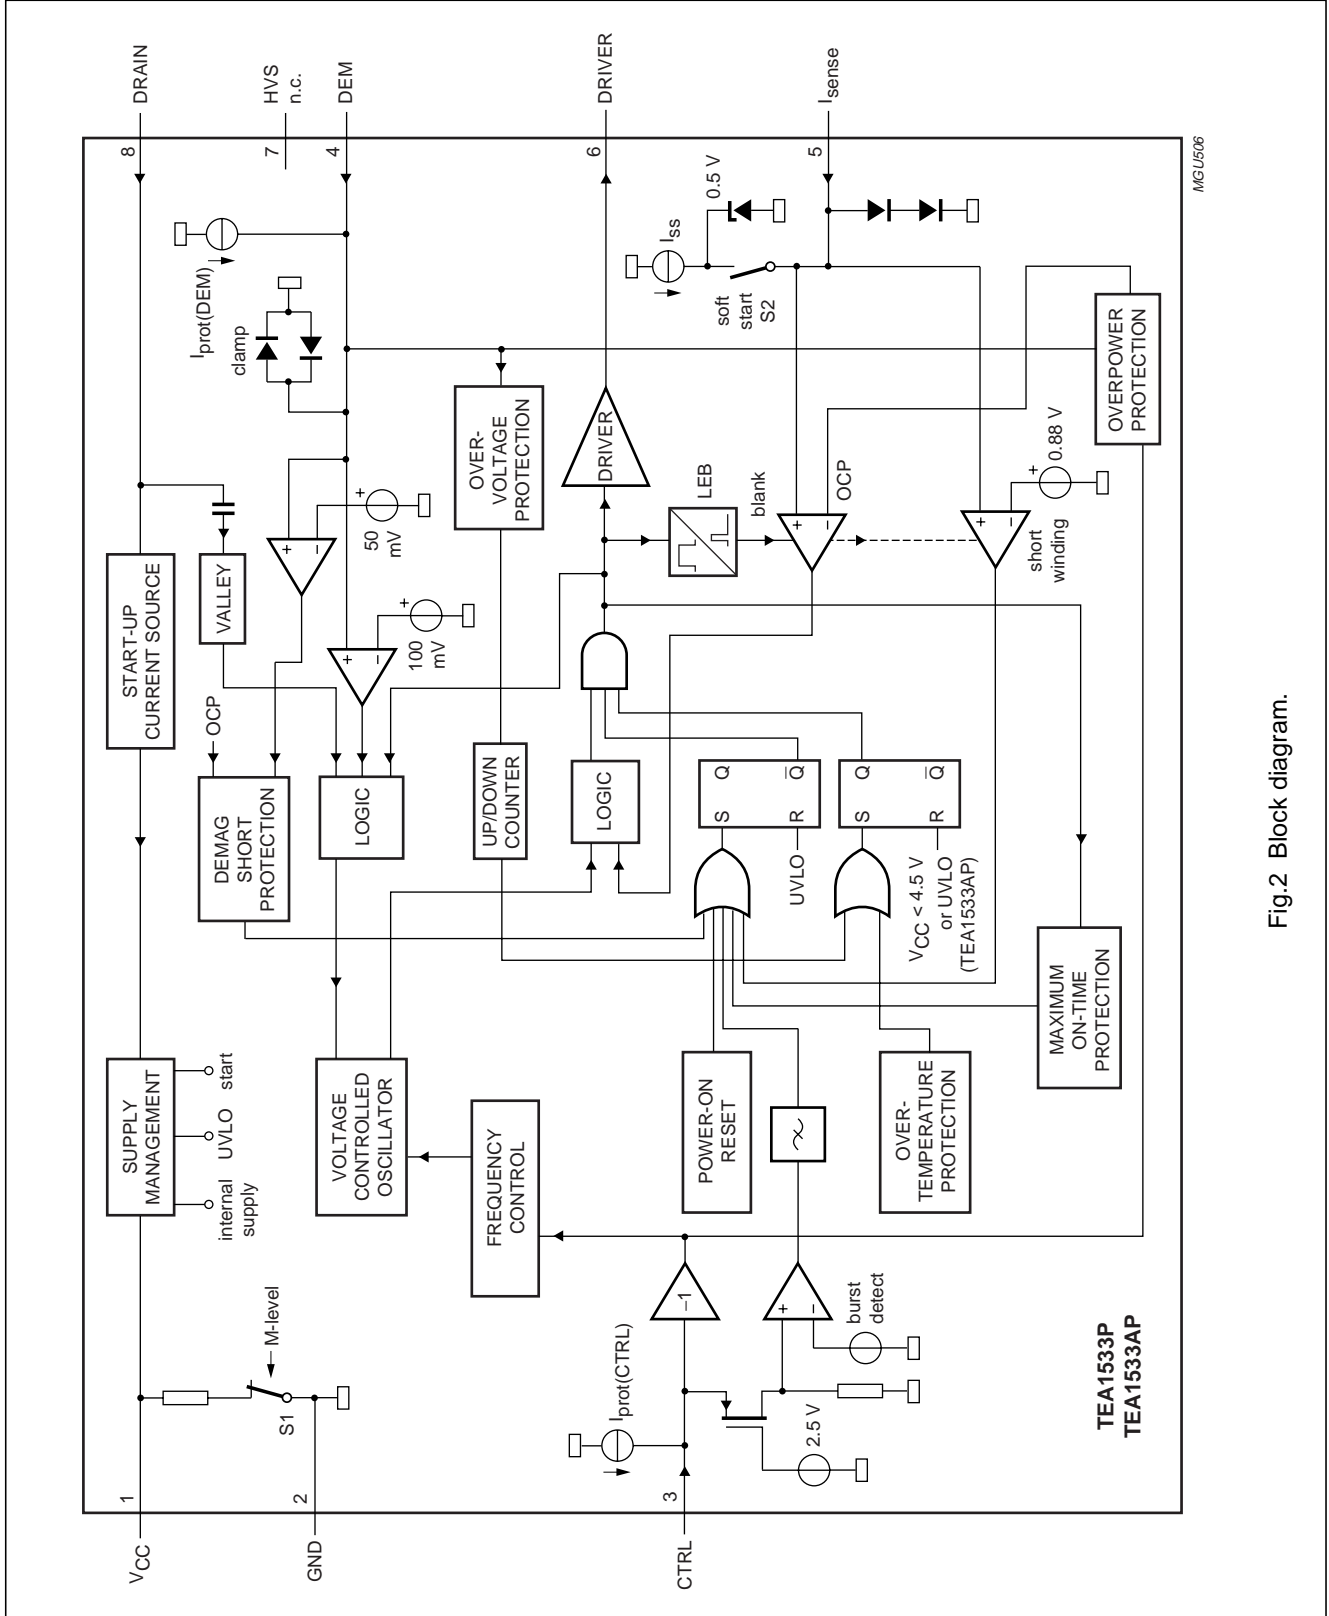 VCC
1
GND
2
CTRL
3
S1
M-level
SUPPLY
MANAGEMENT
internal
supply
UVLO
start
START-UP
CURRENT SOURCE
8
DRAIN
7
HVS
n.c.
4
DEM
VALLEY
Iprot(DEM)
clamp
OCP
DEMAG
SHORT
PROTECTION
+
−
50
mV
+
LOGIC
+
−
100
mV
+
VOLTAGE
CONTROLLED
OSCILLATOR
FREQUENCY
CONTROL
UP/DOWN
COUNTER
OVER-
VOLTAGE
PROTECTION
LOGIC
DRIVER
6
DRIVER
Iprot(CTRL)
−1
2.5 V
+
−
burst
detect
POWER-ON
RESET
OVER-
TEMPERATURE
PROTECTION
S
Q
R
Q
UVLO
S
Q
R
Q
VCC < 4.5 V
or UVLO
(TEA1533AP)
LEB
blank
+
−
OCP
soft
start
S2
Iss
0.5 V
5
Isense
+
−
short
winding
+
0.88 V
MAXIMUM
ON-TIME
PROTECTION
OVERPOWER
PROTECTION
TEA1533P
TEA1533AP
MGU506
Fig.2 Block diagram.